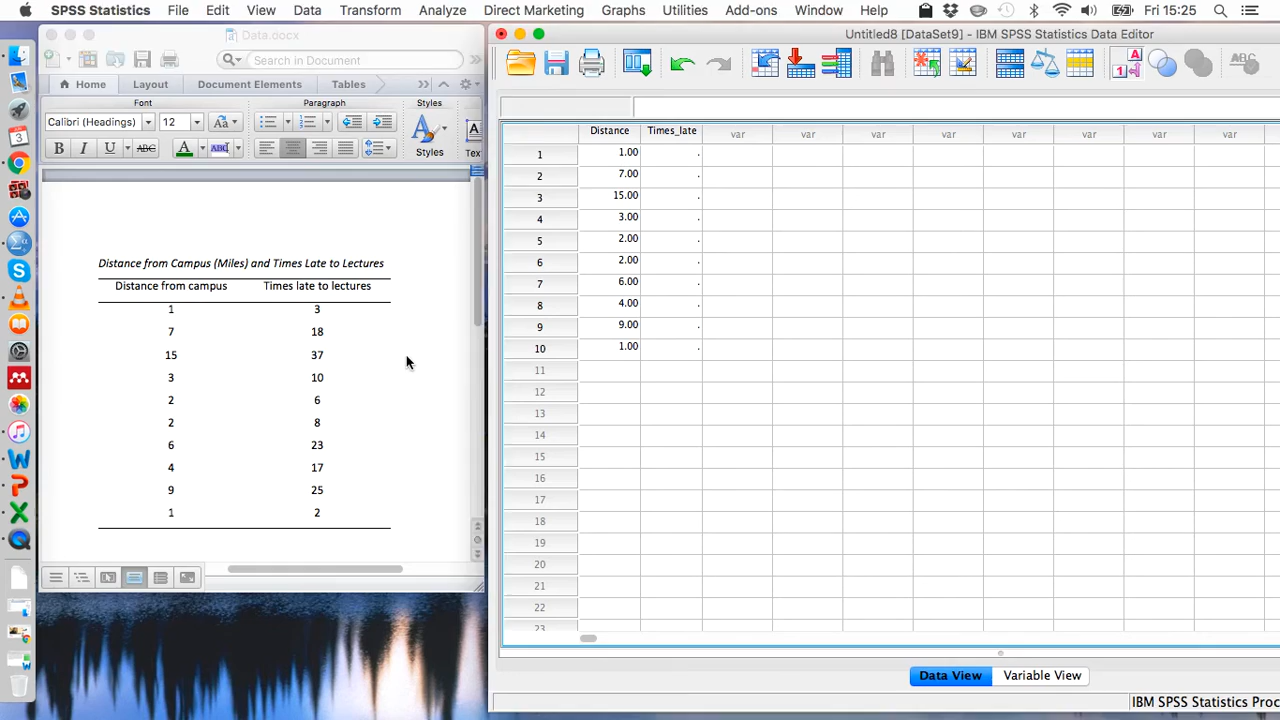 SPSS Statistics File Edit View Data Transform Analyze Direct Marketing Graphs Utilities Add-ons Window Help Fri 15:25
Data.docx
Search in Document
Home Layout Document Elements Tables
Font Paragraph Styles
Calibri (Headings) 12 Aa
B I U ABC A ABC Styles Tex
Distance from Campus (Miles) and Times Late to Lectures
Distance from campus Times late to lectures
1 3
7 18
15 37
3 10
2 6
2 8
6 23
4 17
9 25
1 2
Untitled8 [DataSet9] - IBM SPSS Statistics Data Editor
Distance Times_late var var var var var var var var
1 1.00 .
2 7.00 .
3 15.00 .
4 3.00 .
5 2.00 .
6 2.00 .
7 6.00 .
8 4.00 .
9 9.00 .
10 1.00 .
11
12
13
14
15
16
17
18
19
20
21
22
23
Data View Variable View
IBM SPSS Statistics Proc